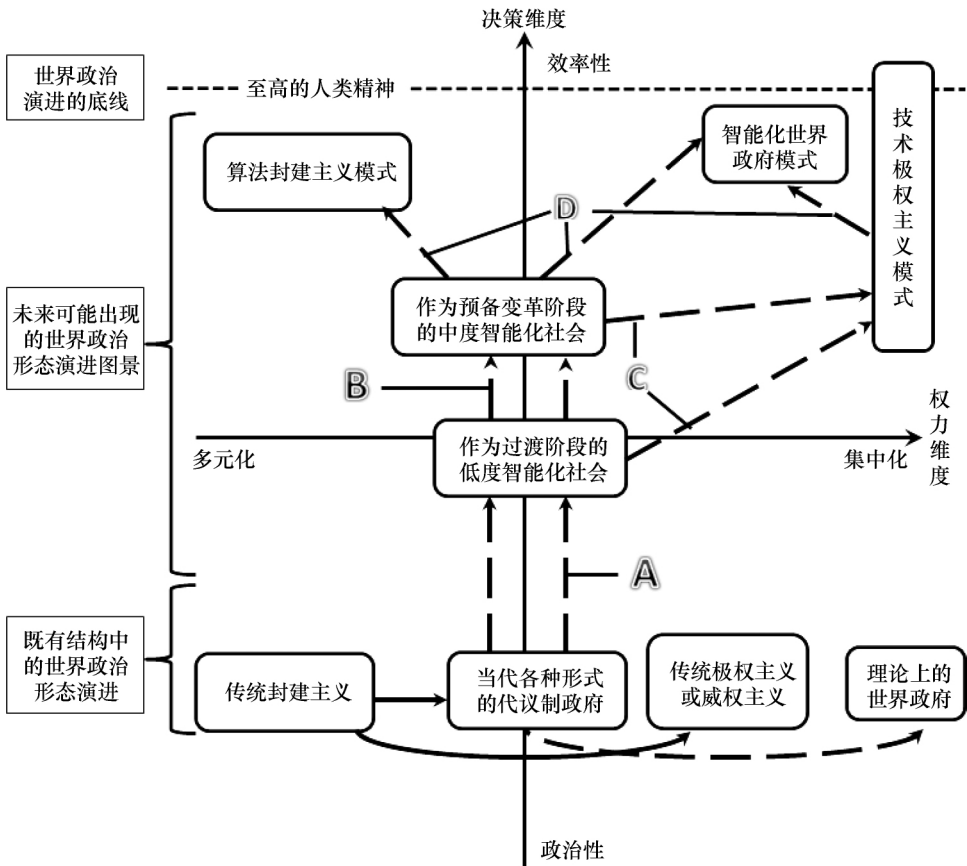 决策维度
效率性
世界政治
演进的底线
至高的人类精神
技术极权主义模式
智能化世界
政府模式
算法封建主义模式
D
未来可能出现
的世界政治
形态演进图景
作为预备变革阶段
的中度智能化社会
B
C
权力维度
多元化
作为过渡阶段的
低度智能化社会
集中化
A
既有结构中
的世界政治
形态演进
传统封建主义
当代各种形式
的代议制政府
传统极权主义
或威权主义
理论上的
世界政府
政治性